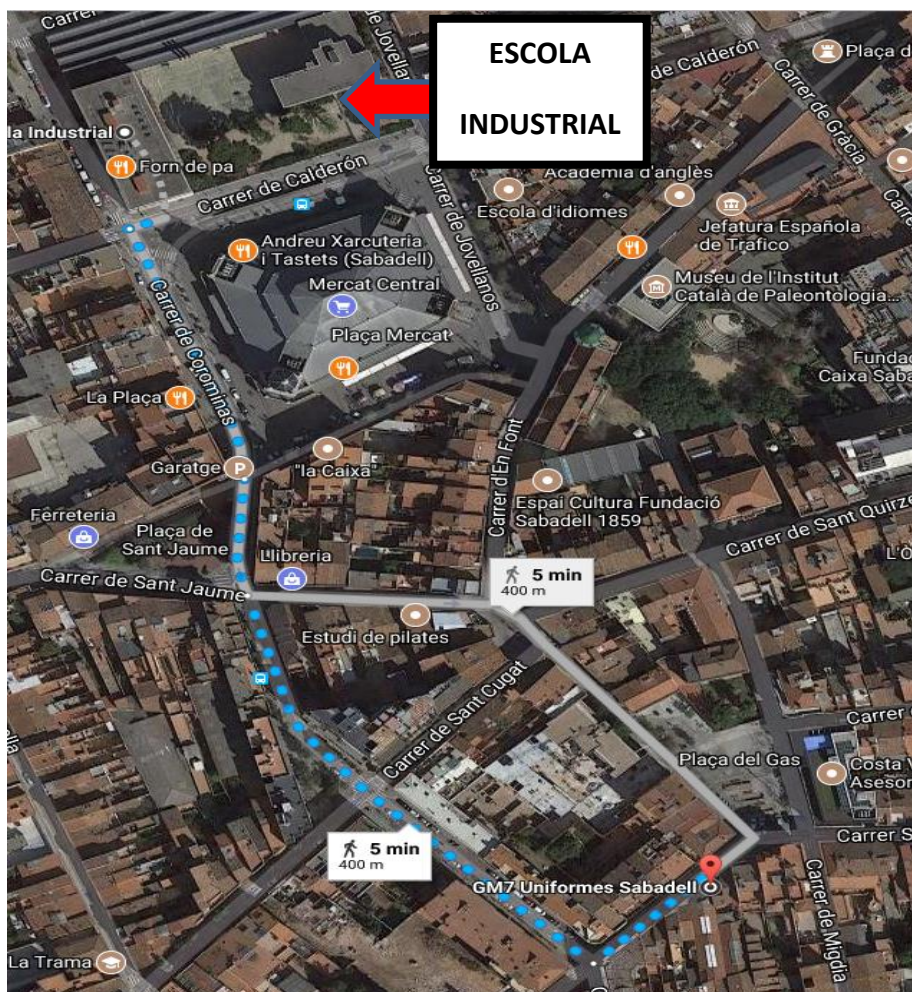 Carrer
de Jovellan
ESCOLA
INDUSTRIAL
de Calderón
Plaça d
Carrer de Gràcia
la Industrial
Forn de pa
Carrer de Calderón
Carrer de Jovellanos
Acadèmia d'anglès
Escola d'idiomes
Carre
Jefatura Española
de Trafico
Andreu Xarcuteria
i Tastets (Sabadell)
Mercat Central
Museu de l'Institut
Català de Paleontologia...
Carrer de Corominas
Plaça Mercat
Fundac
Caixa Saba
La Plaça
Carrer d'En Font
Garatge
P
"la Caixa"
Espai Cultura Fundació
Sabadell 1859
Ferreteria
Plaça de
Sant Jaume
Carrer de Sant Quirze
L'O
Llibreria
Carrer de Sant Jaume
5 min
400 m
Estudi de pilates
Carrer de Sant Cugat
Carrer
Plaça del Gas
Costa V
Asesor
5 min
400 m
Carrer S
GM7 Uniformes Sabadell
Carrer de Migdia
La Trama